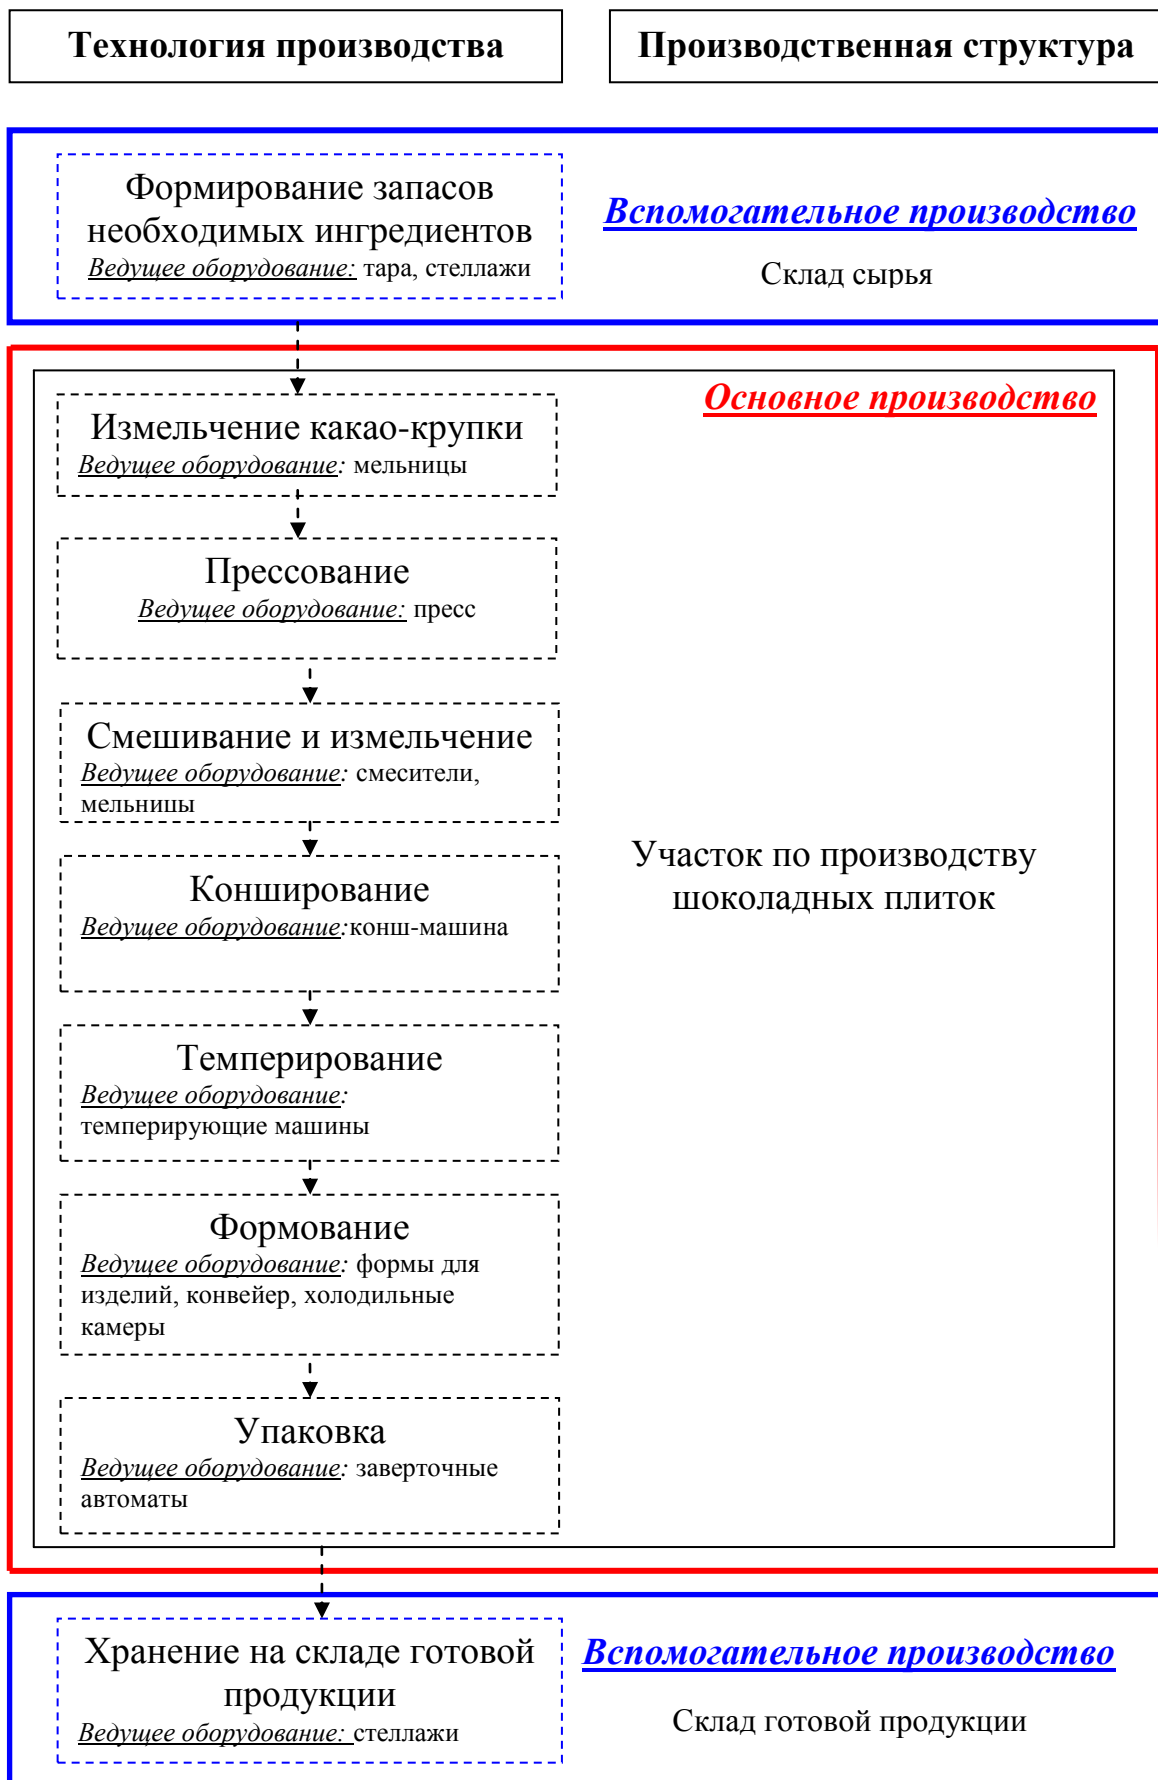 Технология производства
Производственная структура
Формирование запасов
необходимых ингредиентов
Ведущее оборудование: тара, стеллажи
Вспомогательное производство
Склад сырья
Основное производство
Измельчение какао-крупки
Ведущее оборудование: мельницы
Прессование
Ведущее оборудование: пресс
Смешивание и измельчение
Ведущее оборудование: смесители,
мельницы
Конширование
Ведущее оборудование:конш-машина
Участок по производству
шоколадных плиток
Темперирование
Ведущее оборудование:
темперирующие машины
Формование
Ведущее оборудование: формы для
изделий, конвейер, холодильные
камеры
Упаковка
Ведущее оборудование: заверточные
автоматы
Хранение на складе готовой
продукции
Ведущее оборудование: стеллажи
Вспомогательное производство
Склад готовой продукции